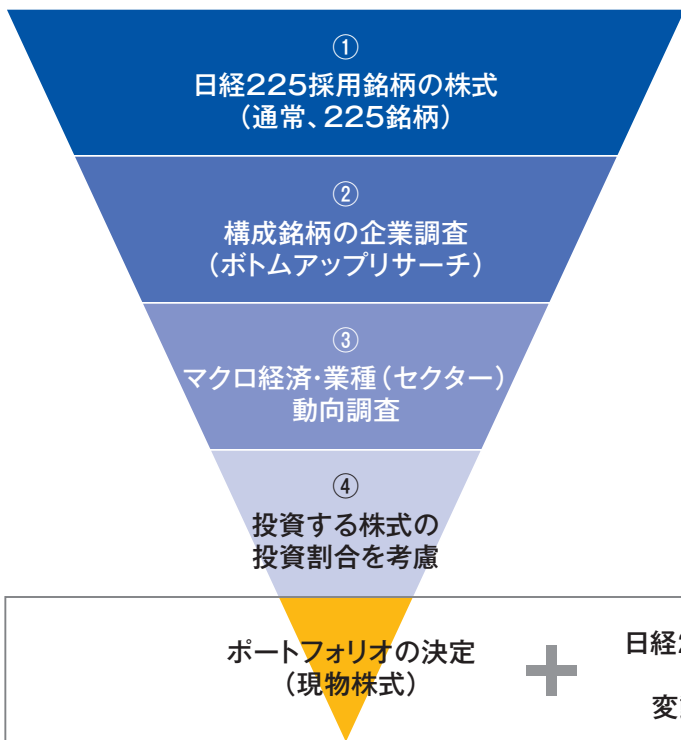 ①
日経225採用銘柄の株式
（通常、225銘柄）
②
構成銘柄の企業調査
（ボトムアップリサーチ）
③
マクロ経済・業種（セクター）
動向調査
④
投資する株式の
投資割合を考慮
ポートフォリオの決定
（現物株式）
＋
日経2
変